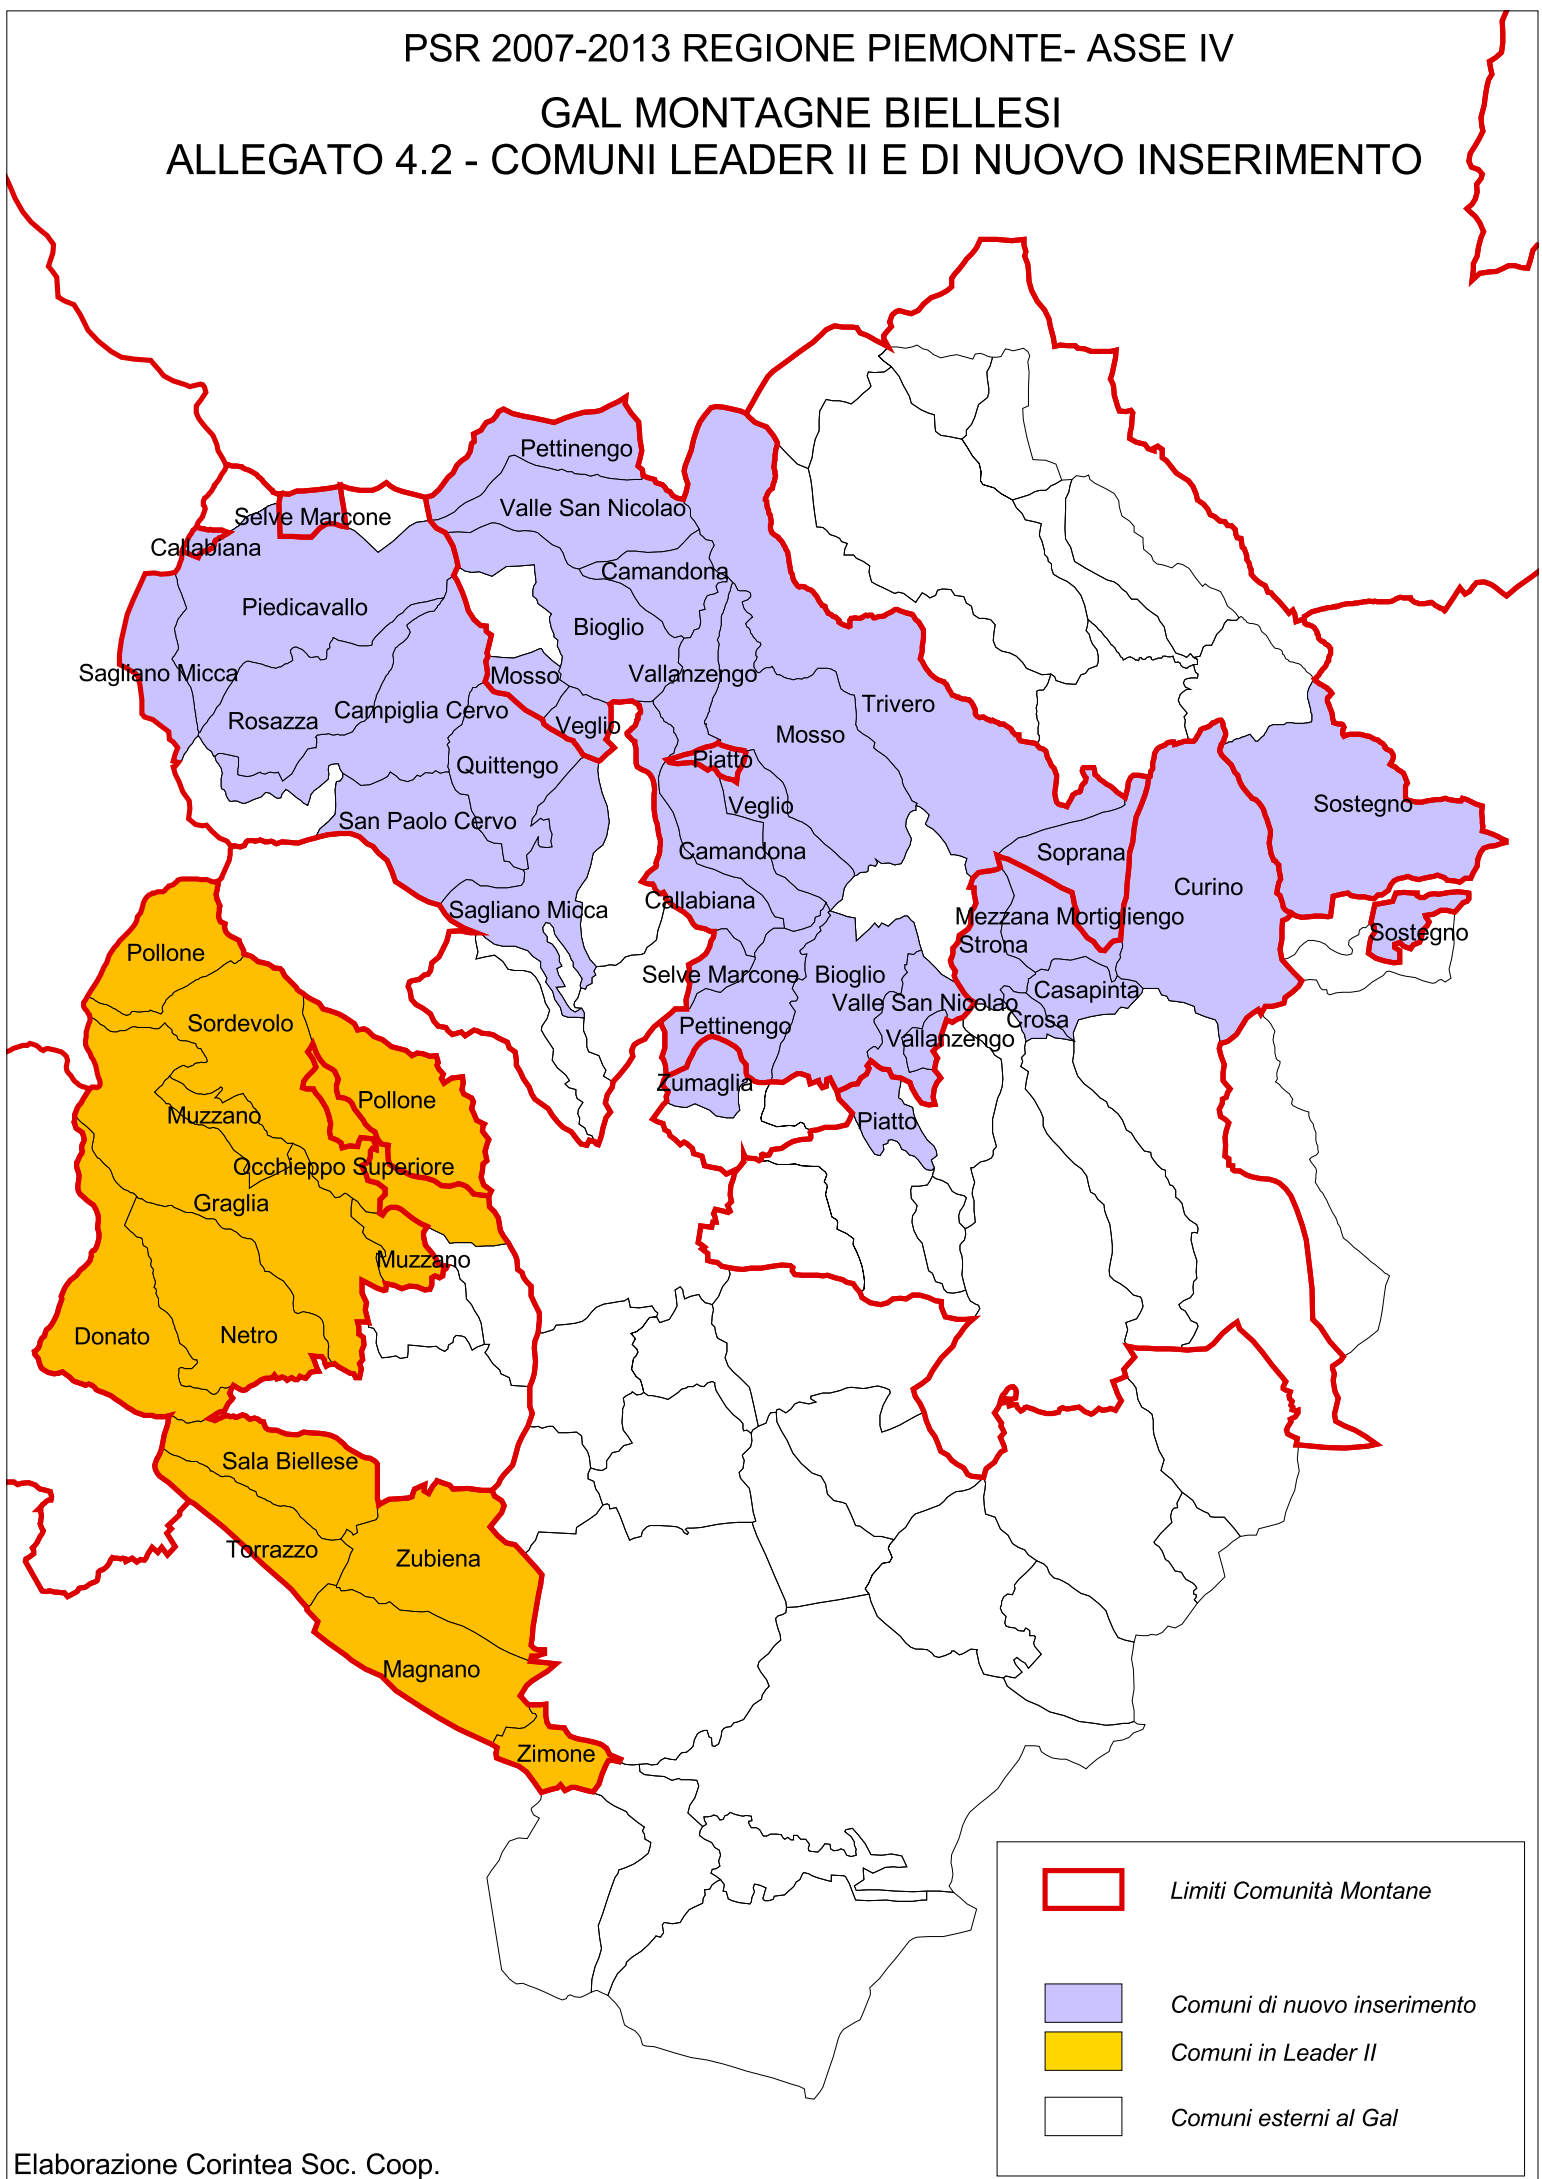 PSR 2007-2013 REGIONE PIEMONTE- ASSE IV
GAL MONTAGNE BIELLESI
ALLEGATO 4.2 - COMUNI LEADER II E DI NUOVO INSERIMENTO
Pettinengo
Valle San Nicolao
Selve Marcone
Callabiana
Camandona
Piedicavallo
Bioglio
Sagliano Micca
Mosso
Vallanzengo
Trivero
Rosazza
Campiglia Cervo
Veglio
Mosso
Piatto
Quittengo
Veglio
Sostegno
San Paolo Cervo
Camandona
Soprana
Curino
Callabiana
Sagliano Micca
Mezzana Mortigliengo
Sostegno
Strona
Pollone
Selve Marcone
Bioglio
Casapinta
Valle San Nicolao
Crosa
Sordevolo
Pettinengo
Vallanzengo
Zumaglia
Pollone
Muzzano
Piatto
Occhieppo Superiore
Graglia
Muzzano
Donato
Netro
Sala Biellese
Torrazzo
Zubiena
Magnano
Zimone
Limiti Comunità Montane
Comuni di nuovo inserimento
Comuni in Leader II
Comuni esterni al Gal
Elaborazione Corintea Soc. Coop.